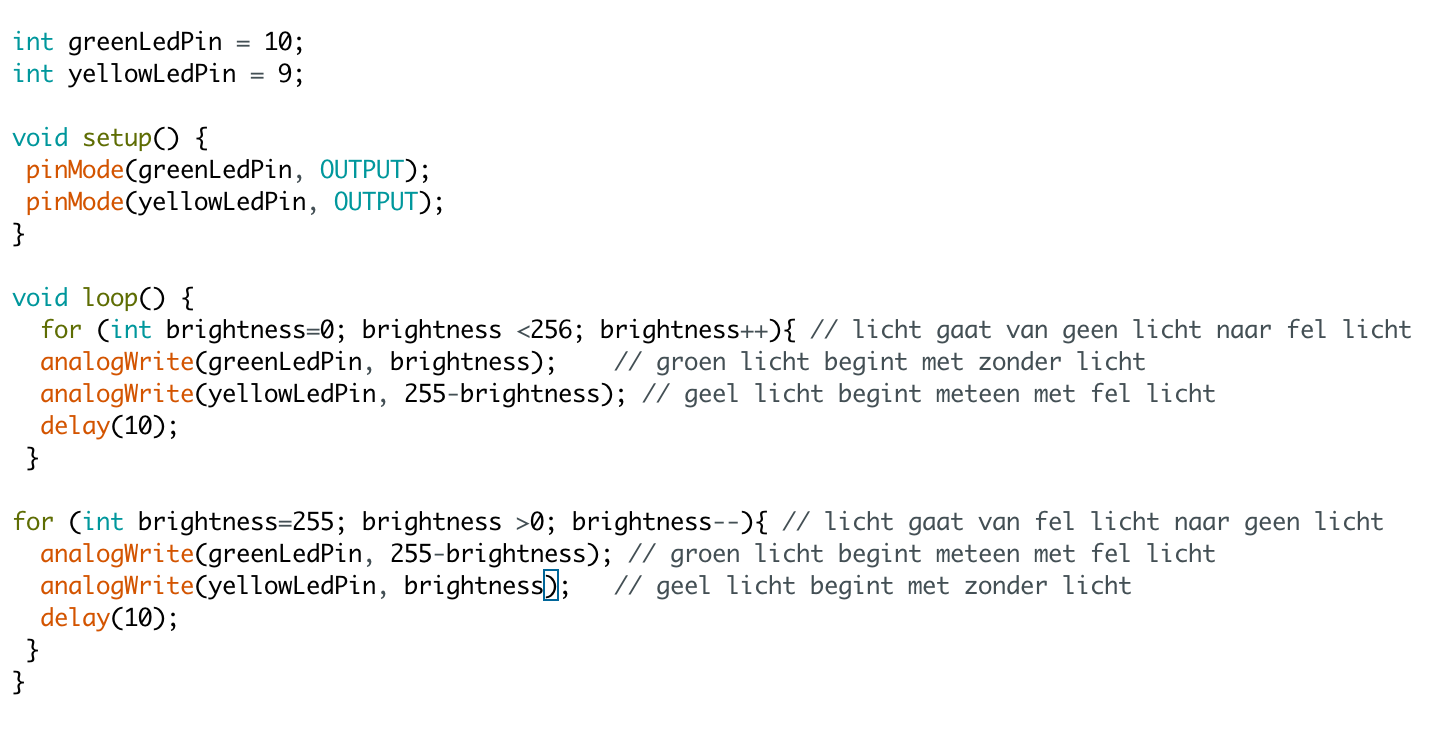 int greenLedPin = 10;
int yellowLedPin = 9;

void setup() {
 pinMode(greenLedPin, OUTPUT);
 pinMode(yellowLedPin, OUTPUT);
}

void loop() {
  for (int brightness=0; brightness <256; brightness++){ // licht gaat van geen licht naar fel licht
  analogWrite(greenLedPin, brightness);    // groen licht begint met zonder licht
  analogWrite(yellowLedPin, 255-brightness); // geel licht begint meteen met fel licht
  delay(10);
 }

for (int brightness=255; brightness >0; brightness--){ // licht gaat van fel licht naar geen licht
  analogWrite(greenLedPin, 255-brightness); // groen licht begint meteen met fel licht
  analogWrite(yellowLedPin, brightness);   // geel licht begint met zonder licht
  delay(10);
 }
}